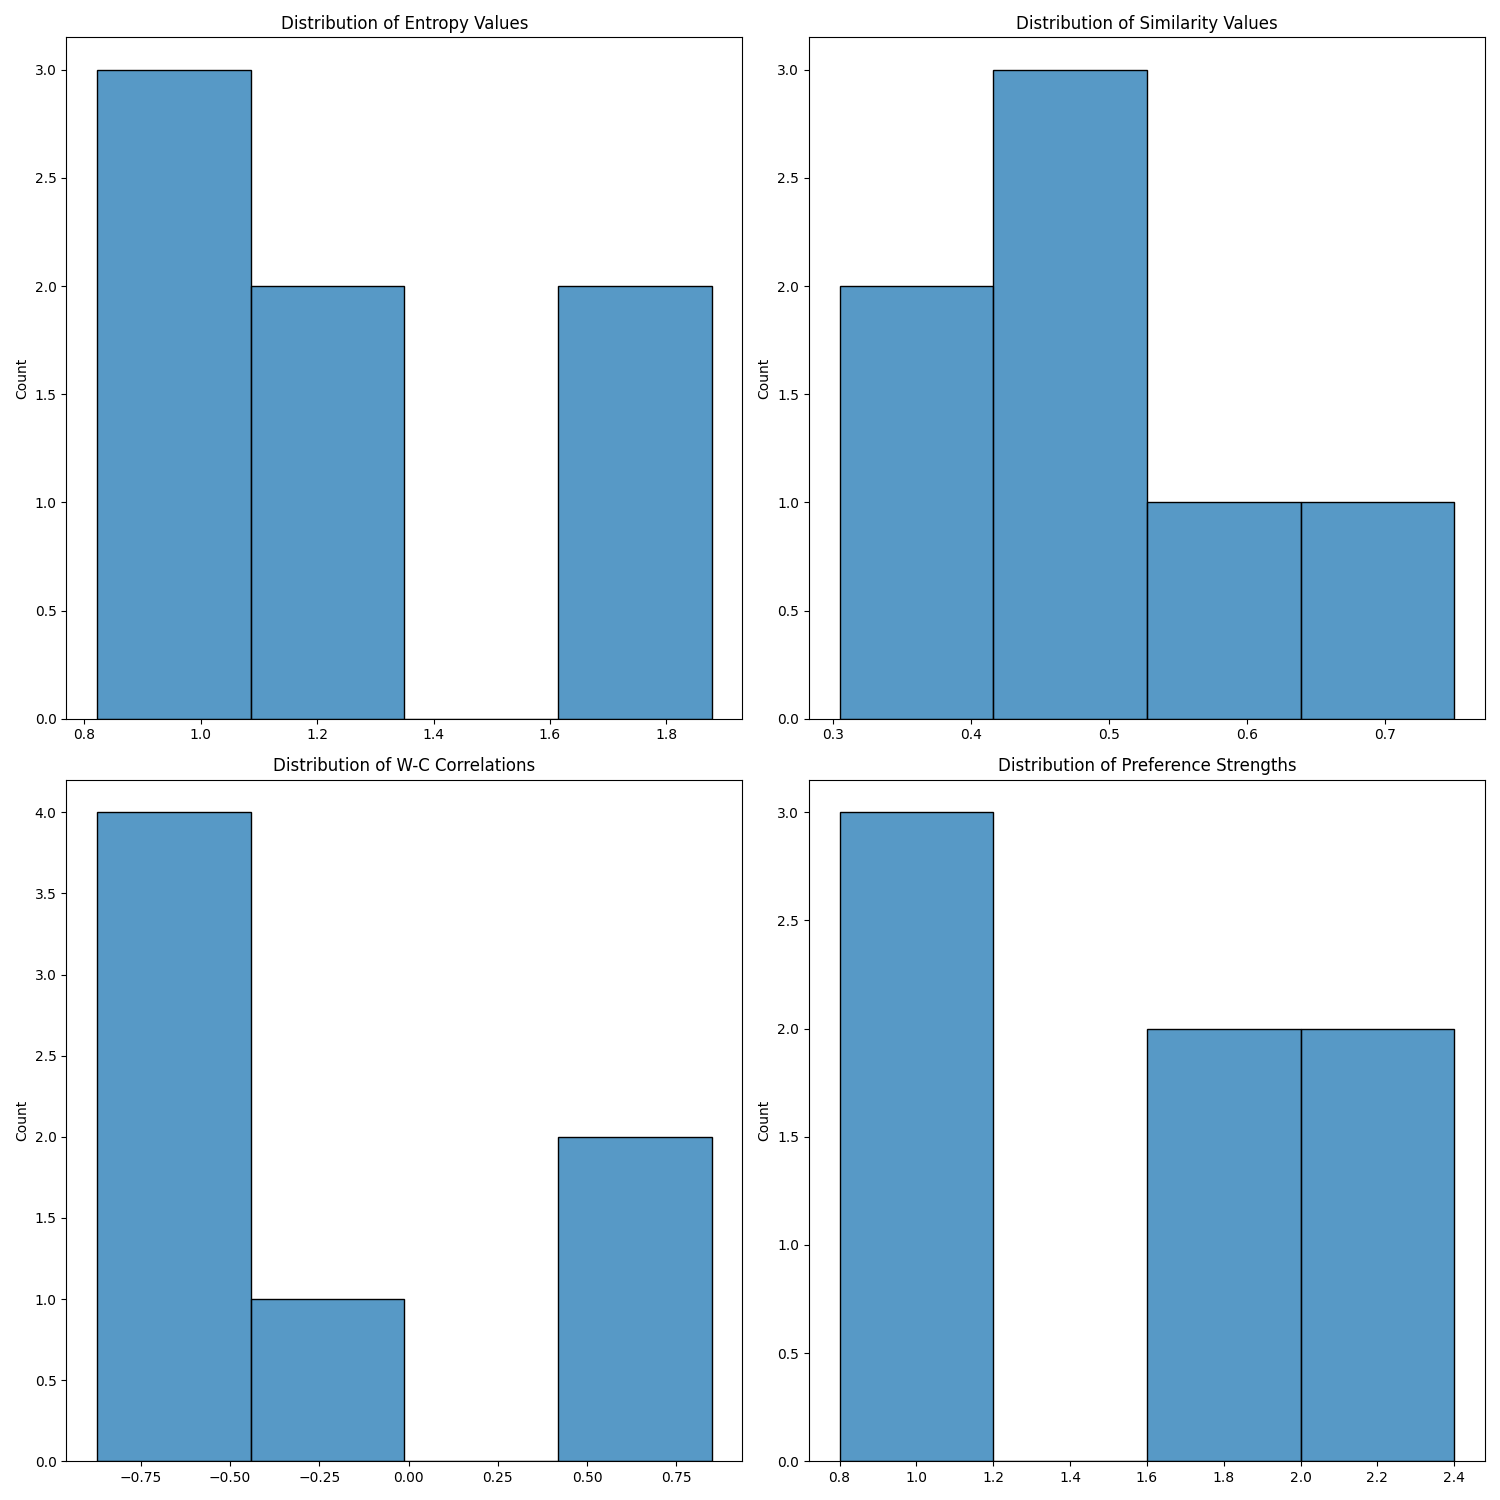 Distribution of Entropy Values
3.0
2.5
2.0
1.5
1.0
0.5
0.0
Count
0.8 1.0 1.2 1.4 1.6 1.8
Distribution of Similarity Values
3.0
2.5
2.0
1.5
1.0
0.5
0.0
Count
0.3 0.4 0.5 0.6 0.7
Distribution of W-C Correlations
4.0
3.5
3.0
2.5
2.0
1.5
1.0
0.5
0.0
Count
−0.75 −0.50 −0.25 0.00 0.25 0.50 0.75
Distribution of Preference Strengths
3.0
2.5
2.0
1.5
1.0
0.5
0.0
Count
0.8 1.0 1.2 1.4 1.6 1.8 2.0 2.2 2.4